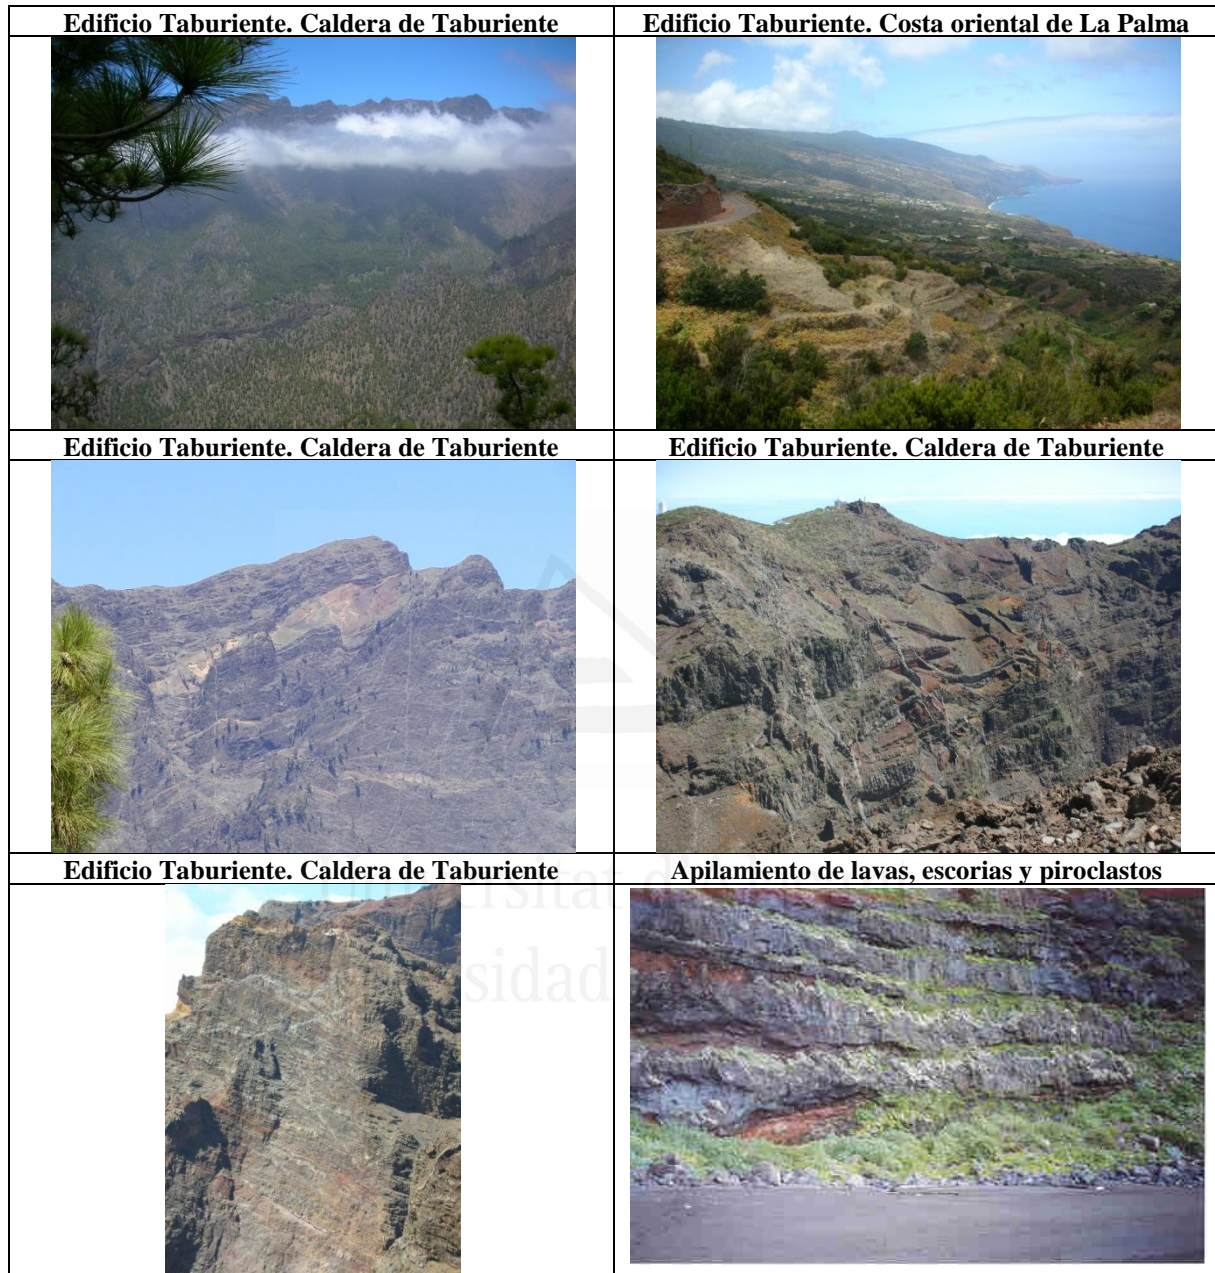 Edificio Taburiente. Caldera de Taburiente
Edificio Taburiente. Costa oriental de La Palma
Edificio Taburiente. Caldera de Taburiente
Edificio Taburiente. Caldera de Taburiente
Edificio Taburiente. Caldera de Taburiente
Apilamiento de lavas, escorias y piroclastos